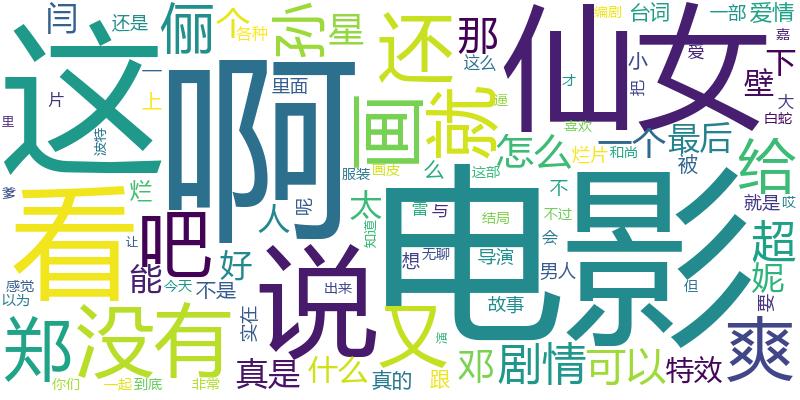 这
啊
仙女
电影
看
说
还
画
就
没有
又
郑
吧
爽
给
超
妮
孙
星
俪
个
闫
那
壁
下
怎么
一个
最后
剧情
可以
特效
邓
真是
什么
真的
跟
能
好
人
太
烂
不是
台词
爱情
一部
编剧
嘉
还是
各种
一
上
片
里
里面
这么
小
把
爱
才
逼
大
白蛇
喜欢
烂片
和尚
被
波特
画皮
服装
么
这部
不
不过
就是
哎
爹
呢
雷
与
结局
会
知道
让
感觉
以为
今天
出来
实在
想
无聊
导演
男人
但
要
故事
演
你们
一起
到底
非常